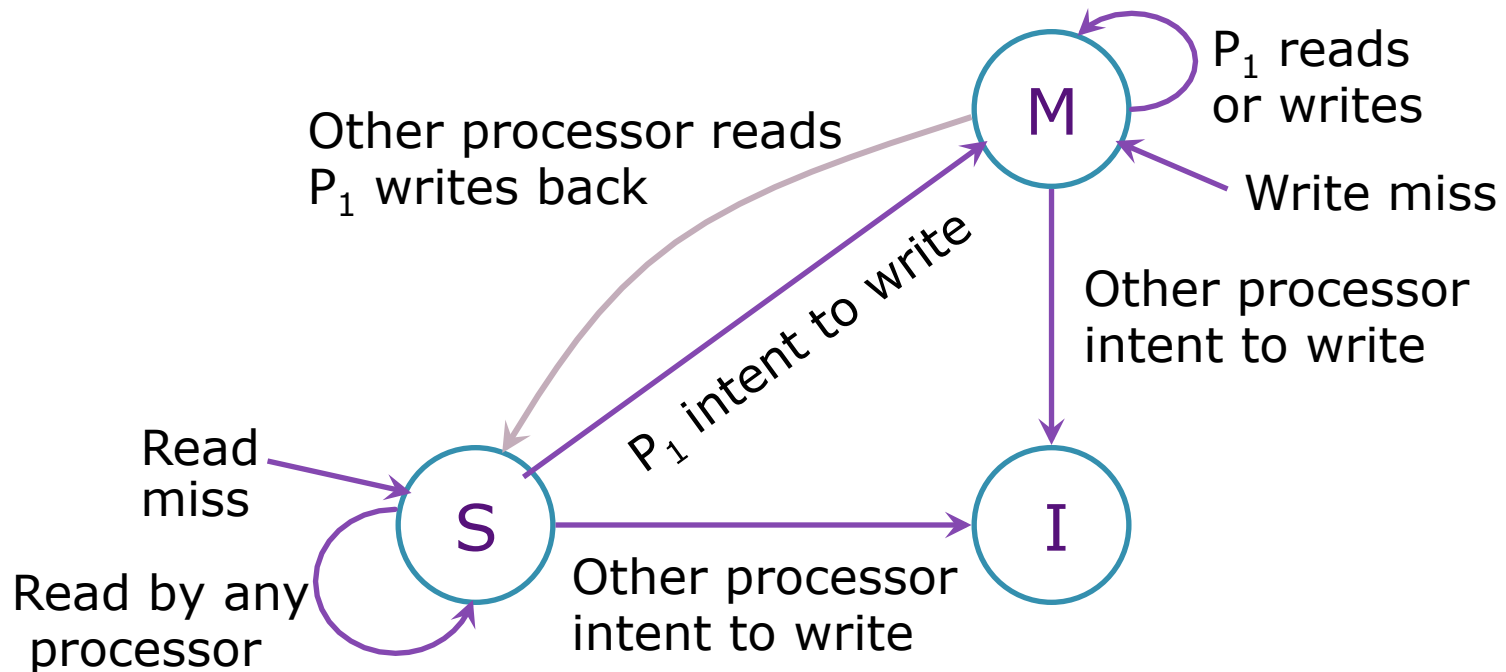 M
P₁ reads
or writes
Other processor reads
P₁ writes back
Write miss
P₁ intent to write
Other processor
intent to write
Read
miss
S
I
Read by any
processor
Other processor
intent to write